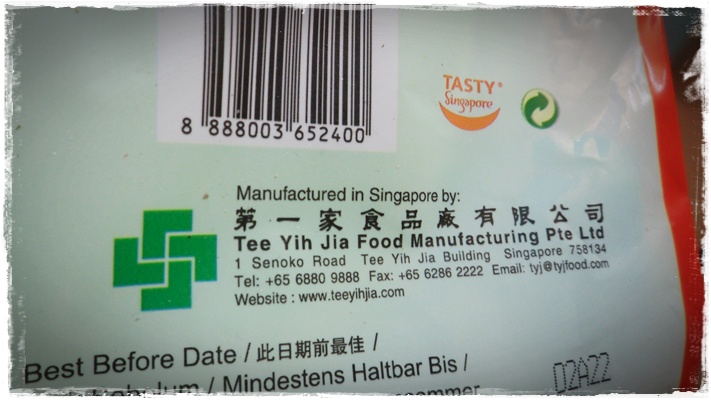 8 888003 652400
TASTY
Singapore
Manufactured in Singapore by:
第一家食品廠有限公司
Tee Yih Jia Food Manufacturing Pte Ltd
1 Senoko Road Tee Yih Jia Building Singapore 758134
Tel: +65 6880 9888 Fax: +65 6286 2222 Email: tyj@tyjfood.com
Website : www.teeyihjia.com
Best Before Date / 此日期前最佳 /
/ Mindestens Haltbar Bis /
D2A22